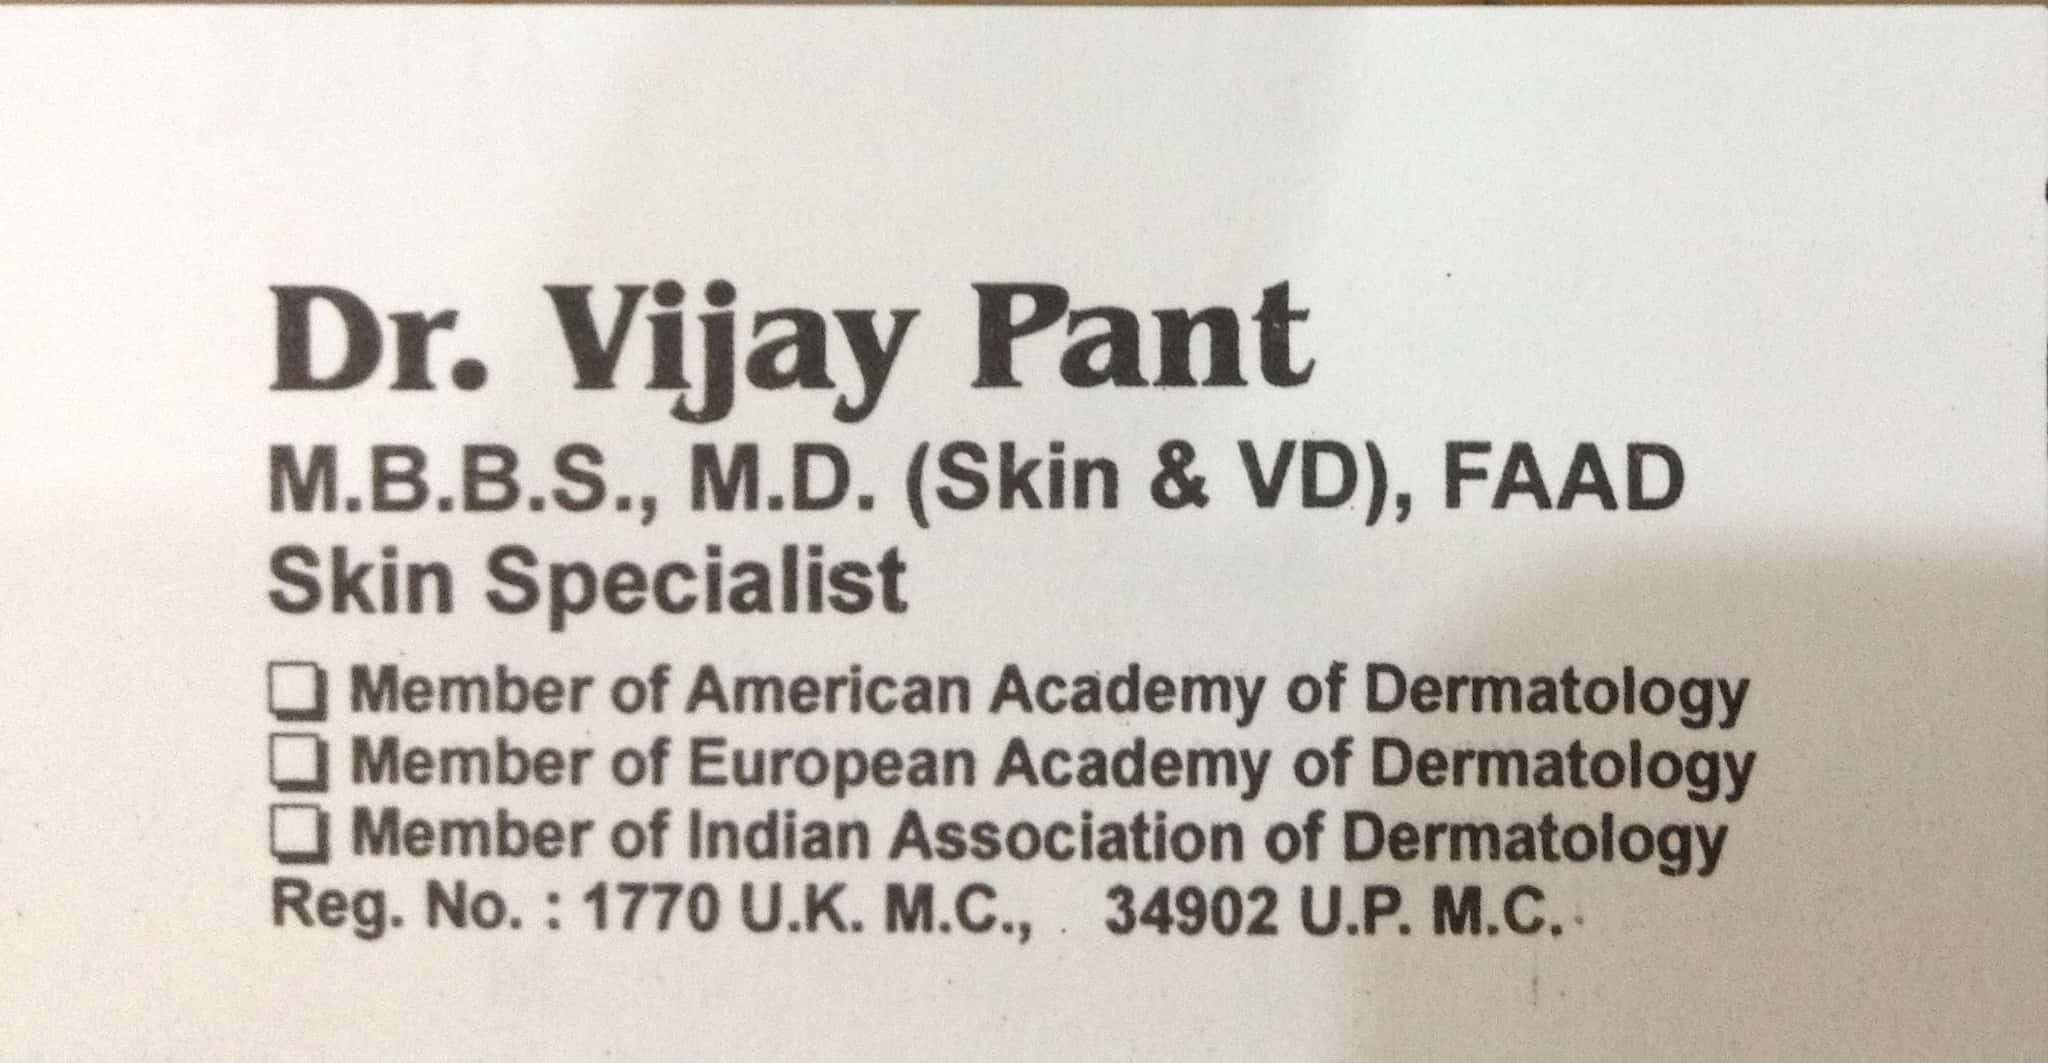 Dr. Vijay Pant
M.B.B.S., M.D. (Skin & VD), FAAD
Skin Specialist
❏ Member of American Academy of Dermatology
❏ Member of European Academy of Dermatology
❏ Member of Indian Association of Dermatology
Reg. No. : 1770 U.K. M.C., 34902 U.P. M.C.